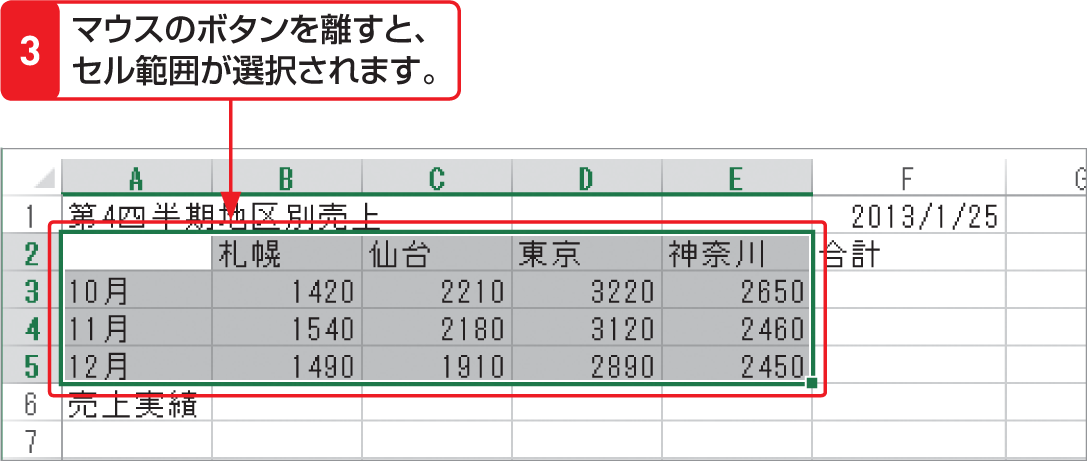 3
マウスのボタンを離すと、
セル範囲が選択されます。
A B C D E F G
1 第4四半期地区別売上 2013/1/25
2 札幌 仙台 東京 神奈川 合計
3 10月 1420 2210 3220 2650
4 11月 1540 2180 3120 2460
5 12月 1490 1910 2890 2450
6 売上実績
7